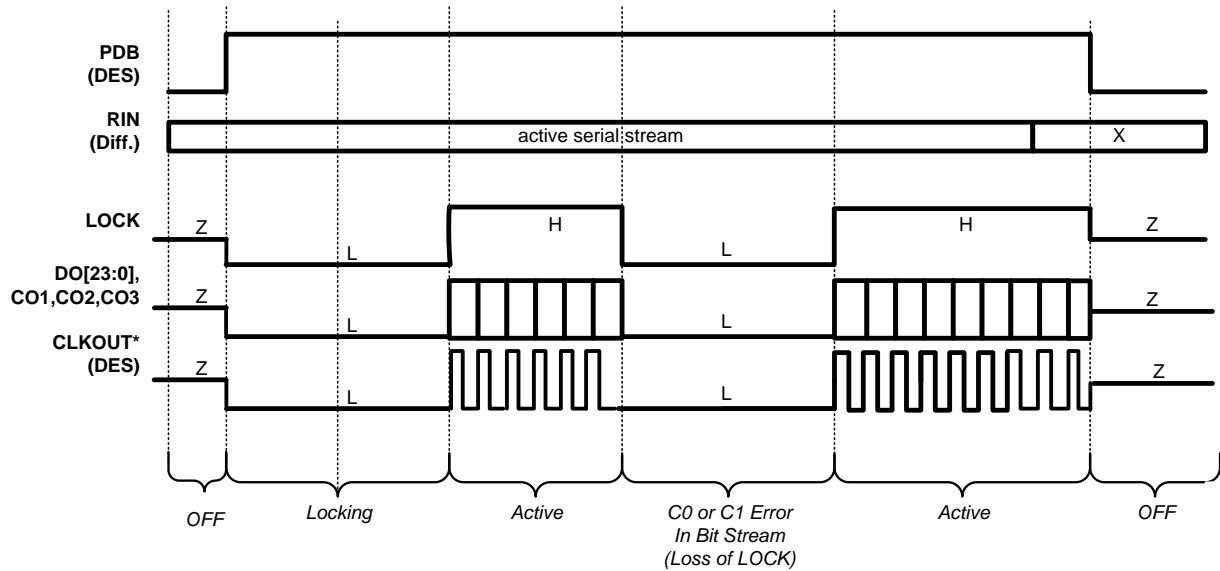 PDB
(DES)
RIN
(Diff.)
active serial stream
X
LOCK
Z
L
H
L
H
Z
DO[23:0],
CO1,CO2,CO3
Z
L
L
Z
CLKOUT*
(DES)
Z
L
L
Z
OFF
Locking
Active
C0 or C1 Error
In Bit Stream
(Loss of LOCK)
Active
OFF